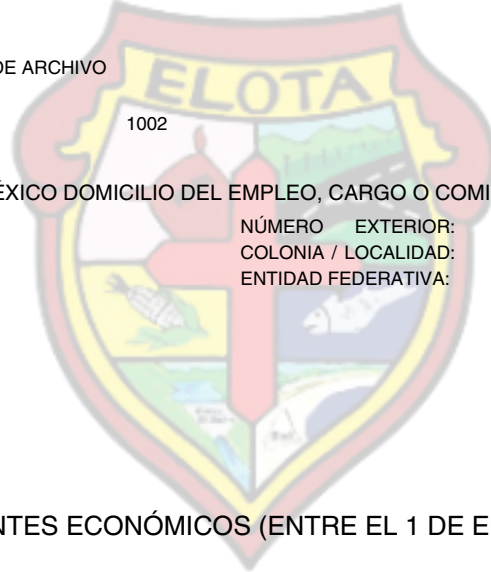 DE ARCHIVO
ELOTA
1002
ÉXICO DOMICILIO DEL EMPLEO, CARGO O COMI
NÚMERO EXTERIOR:
COLONIA / LOCALIDAD:
ENTIDAD FEDERATIVA:
NTES ECONÓMICOS (ENTRE EL 1 DE E